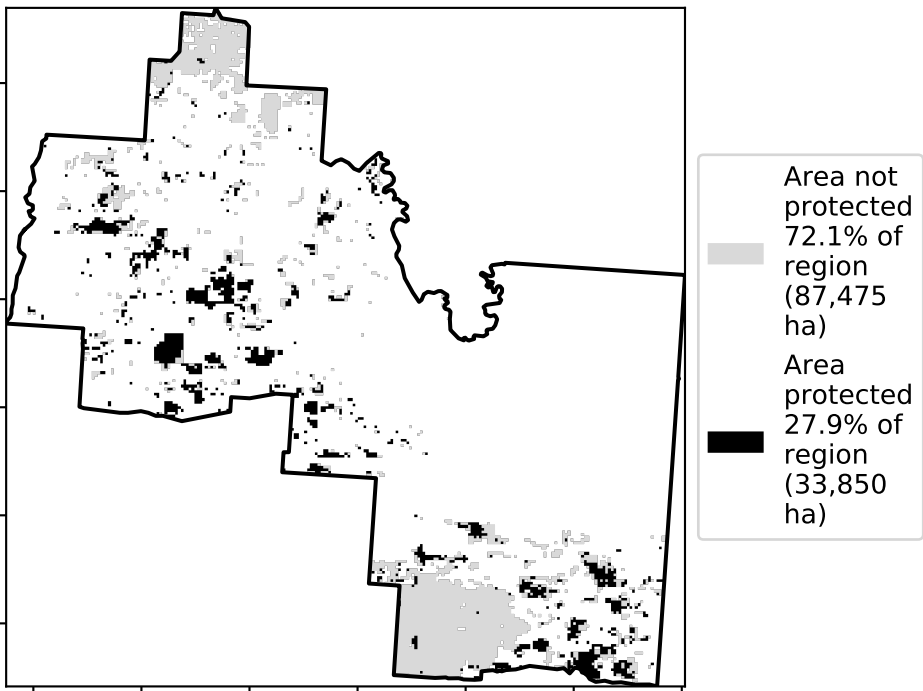 Area not
protected
72.1% of
region
(87,475
ha)
Area
protected
27.9% of
region
(33,850
ha)